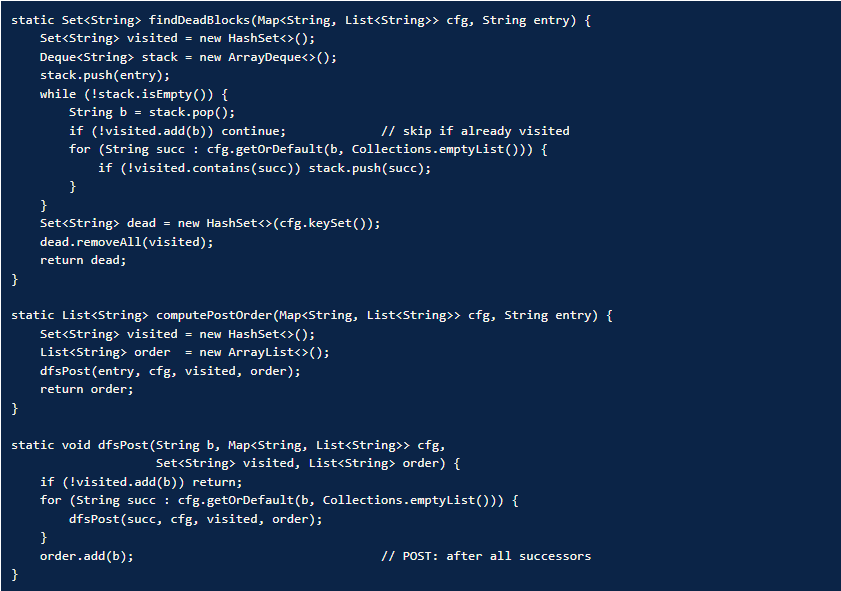 static Set<String> findDeadBlocks(Map<String, List<String>> cfg, String entry) {
    Set<String> visited = new HashSet<>();
    Deque<String> stack = new ArrayDeque<>();
    stack.push(entry);
    while (!stack.isEmpty()) {
        String b = stack.pop();
        if (!visited.add(b)) continue;             // skip if already visited
        for (String succ : cfg.getOrDefault(b, Collections.emptyList())) {
            if (!visited.contains(succ)) stack.push(succ);
        }
    }
    Set<String> dead = new HashSet<>(cfg.keySet());
    dead.removeAll(visited);
    return dead;
}

static List<String> computePostOrder(Map<String, List<String>> cfg, String entry) {
    Set<String> visited = new HashSet<>();
    List<String> order  = new ArrayList<>();
    dfsPost(entry, cfg, visited, order);
    return order;
}

static void dfsPost(String b, Map<String, List<String>> cfg,
                    Set<String> visited, List<String> order) {
    if (!visited.add(b)) return;
    for (String succ : cfg.getOrDefault(b, Collections.emptyList())) {
        dfsPost(succ, cfg, visited, order);
    }
    order.add(b);                                  // POST: after all successors
}